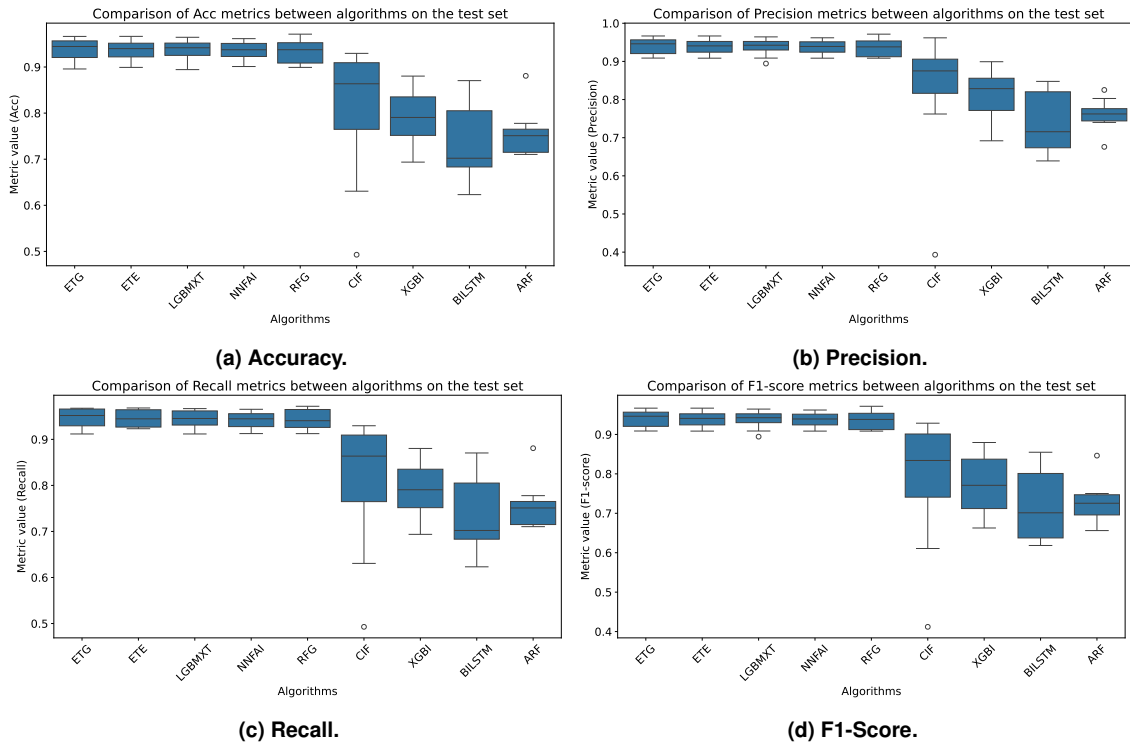 Comparison of Acc metrics between algorithms on the test set
Metric value (Acc)
0.9
0.8
0.7
0.6
0.5
ETG
ETE
LGBMXT
NNFAI
RFG
CIF
XGBI
BILSTM
ARF
Algorithms
(a) Accuracy.
Comparison of Precision metrics between algorithms on the test set
Metric value (Precision)
1.0
0.9
0.8
0.7
0.6
0.5
0.4
ETG
ETE
LGBMXT
NNFAI
RFG
CIF
XGBI
BILSTM
ARF
Algorithms
(b) Precision.
Comparison of Recall metrics between algorithms on the test set
Metric value (Recall)
0.9
0.8
0.7
0.6
0.5
ETG
ETE
LGBMXT
NNFAI
RFG
CIF
XGBI
BILSTM
ARF
Algorithms
(c) Recall.
Comparison of F1-score metrics between algorithms on the test set
Metric value (F1-score)
1.0
0.9
0.8
0.7
0.6
0.5
0.4
ETG
ETE
LGBMXT
NNFAI
RFG
CIF
XGBI
BILSTM
ARF
Algorithms
(d) F1-Score.